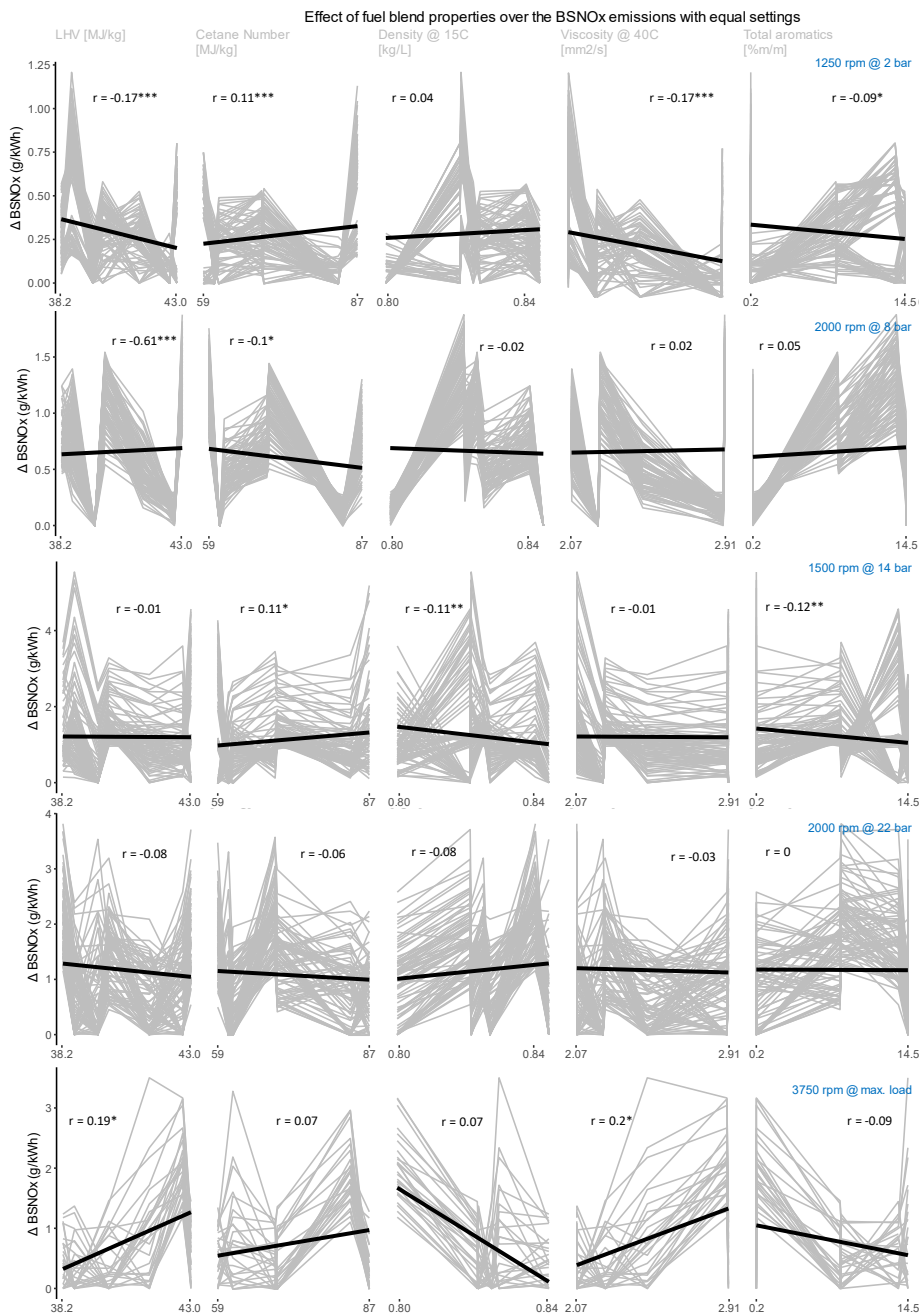 Effect of fuel blend properties over the BSNOx emissions with equal settings
LHV [MJ/kg] Cetane Number Density @ 15C Viscosity @ 40C Total aromatics
[MJ/kg] [kg/L] [mm2/s] [%m/m]
1250 rpm @ 2 bar
Δ BSNOx (g/kWh)
1.25
1.00
0.75
0.50
0.25
0.00
r = -0.17*** r = 0.11*** r = 0.04 r = -0.17*** r = -0.09*
38.2 43.0 59 87 0.80 0.84 0.2 14.5
2000 rpm @ 8 bar
Δ BSNOx (g/kWh)
1.5
1.0
0.5
0.0
r = -0.61*** r = -0.1* r = -0.02 r = 0.02 r = 0.05
38.2 43.0 59 87 0.80 0.84 2.07 2.91 0.2 14.5
1500 rpm @ 14 bar
Δ BSNOx (g/kWh)
4
2
0
r = -0.01 r = 0.11* r = -0.11** r = -0.01 r = -0.12**
38.2 43.0 59 87 0.80 0.84 2.07 2.91 0.2 14.5
2000 rpm @ 22 bar
Δ BSNOx (g/kWh)
4
3
2
1
0
r = -0.08 r = -0.06 r = -0.08 r = -0.03 r = 0
38.2 43.0 59 87 0.80 0.84 2.07 2.91 0.2 14.5
3750 rpm @ max. load
Δ BSNOx (g/kWh)
3
2
1
0
r = 0.19* r = 0.07 r = 0.07 r = 0.2* r = -0.09
38.2 43.0 59 87 0.80 0.84 2.07 2.91 0.2 14.5